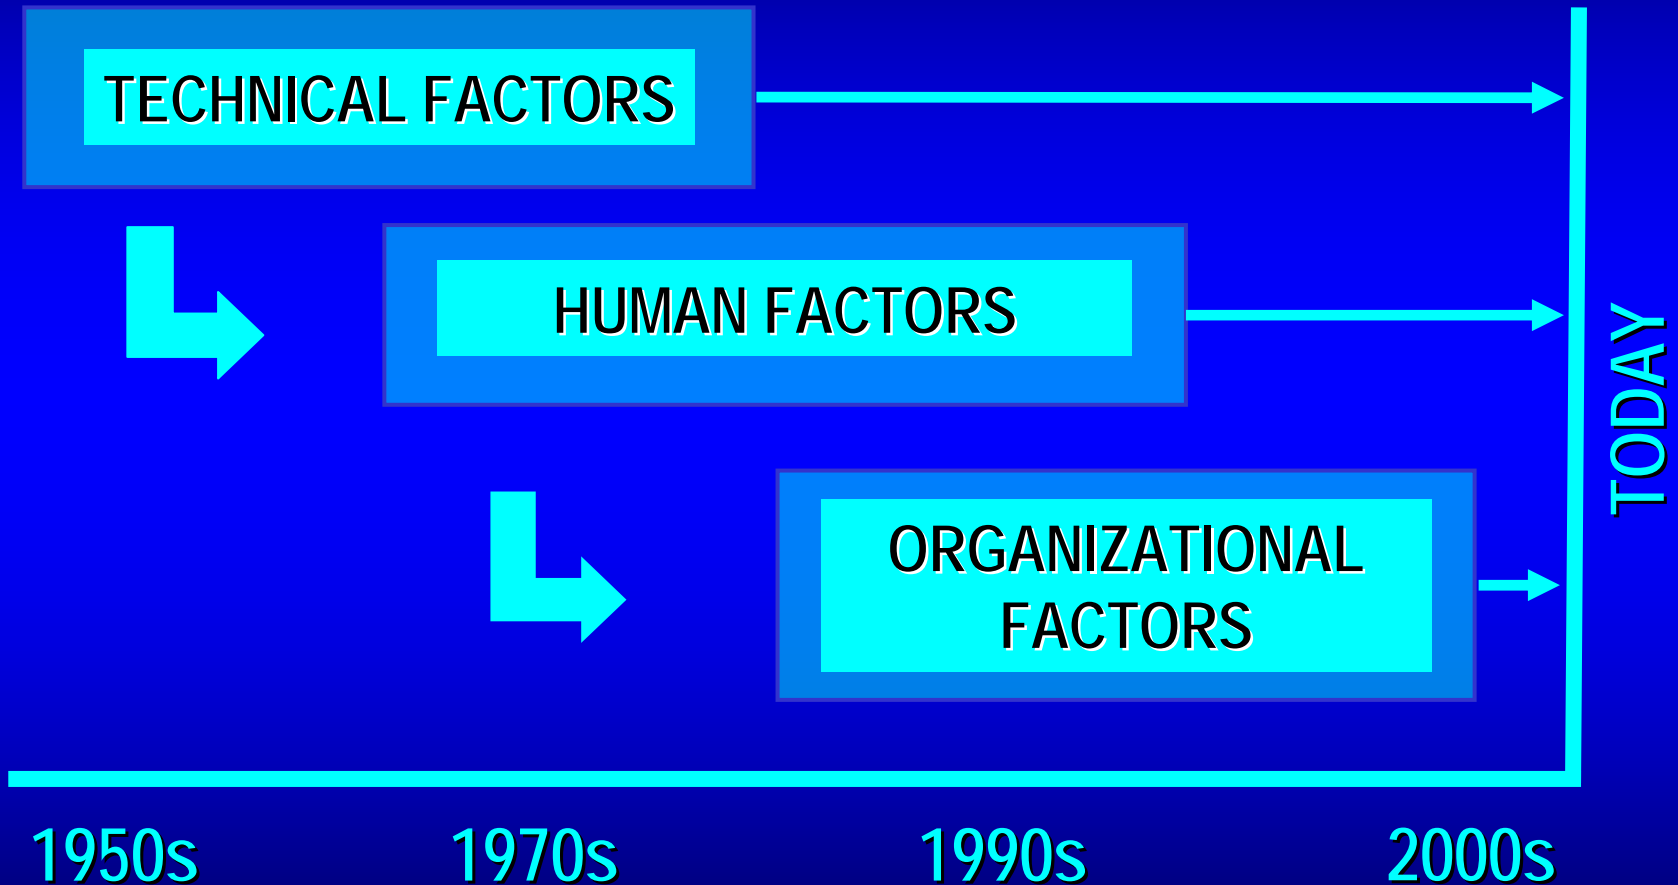 TECHNICAL FACTORS
HUMAN FACTORS
ORGANIZATIONAL
FACTORS
TODAY
1950s
1970s
1990s
2000s